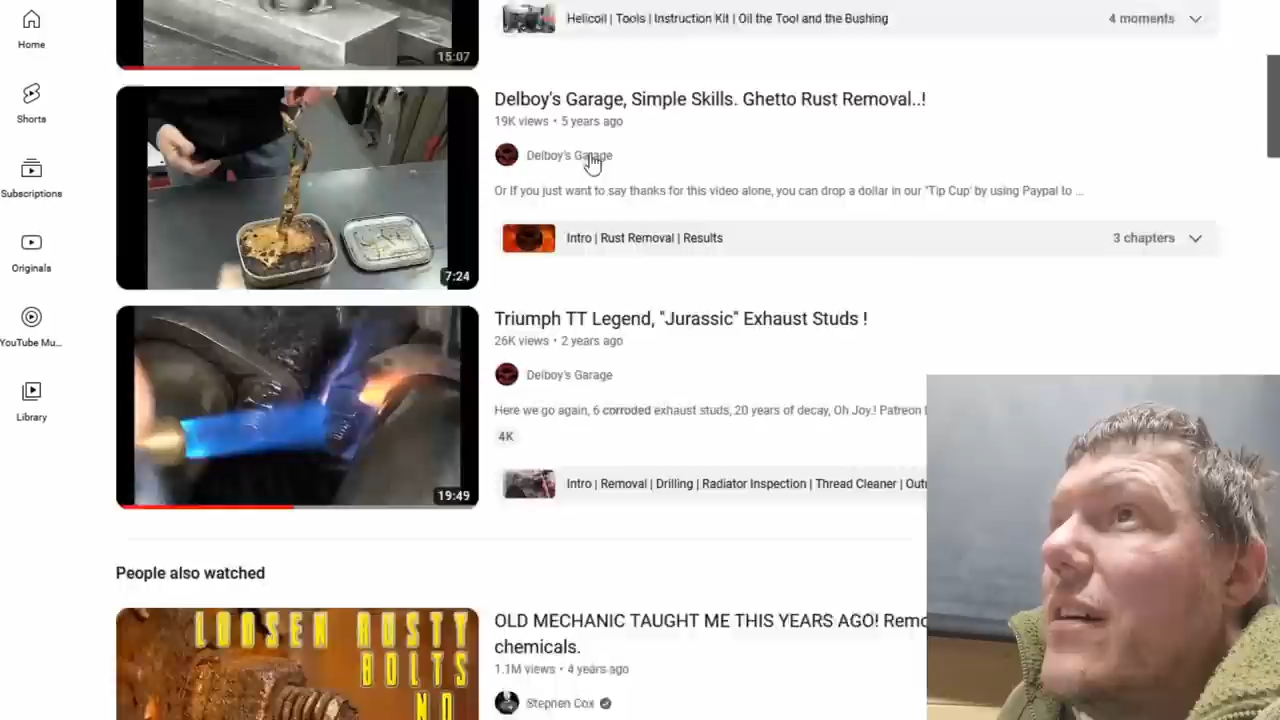 Home
Shorts
Subscriptions
Originals
YouTube Mu...
Library
15:07
Helicoil | Tools | Instruction Kit | Oil the Tool and the Bushing
4 moments
7:24
Delboy's Garage, Simple Skills. Ghetto Rust Removal..!
19K views • 5 years ago
Delboy's Garage
Or If you just want to say thanks for this video alone, you can drop a dollar in our "Tip Cup' by using Paypal to ...
Intro | Rust Removal | Results
3 chapters
19:49
Triumph TT Legend, "Jurassic" Exhaust Studs !
26K views • 2 years ago
Delboy's Garage
Here we go again, 6 corroded exhaust studs, 20 years of decay, Oh Joy.! Patreon
4K
Intro | Removal | Drilling | Radiator Inspection | Thread Cleaner |
People also watched
LOOSEN RUSTY
BOLTS
NO
OLD MECHANIC TAUGHT ME THIS YEARS AGO!
chemicals.
1.1M views • 4 years ago
Stephen Cox